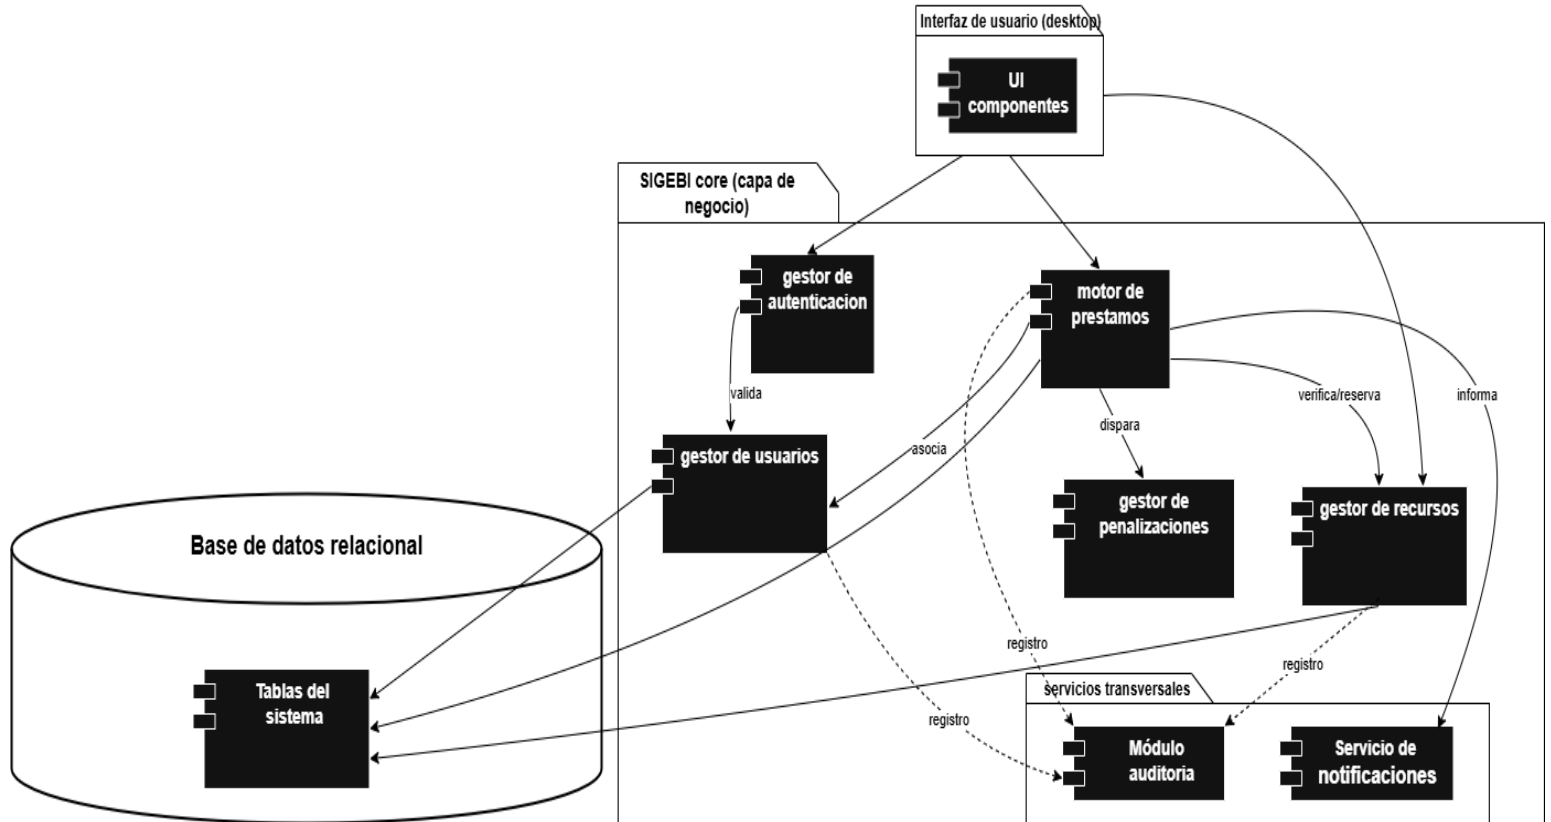 Interfaz de usuario (desktop)
UI
componentes
SIGEBI core (capa de
negocio)
gestor de
autenticacion
motor de
prestamos
valida
verifica/reserva
informa
dispara
asocia
gestor de usuarios
gestor de
penalizaciones
gestor de recursos
Base de datos relacional
registro
registro
Tablas del
sistema
servicios transversales
registro
Módulo
auditoria
Servicio de
notificaciones